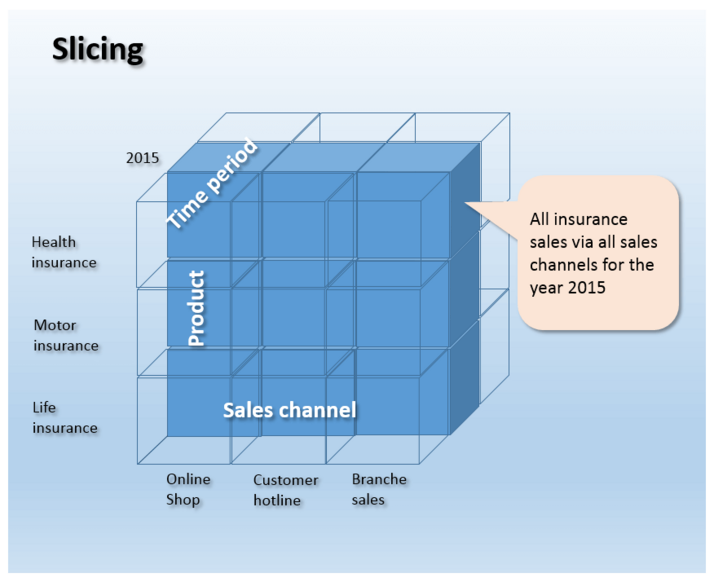 Slicing
2015
Time period
All insurance
sales via all sales
channels for the
year 2015
Health
insurance
Product
Motor
insurance
Life
insurance
Sales channel
Online
Shop
Customer
hotline
Branche
sales